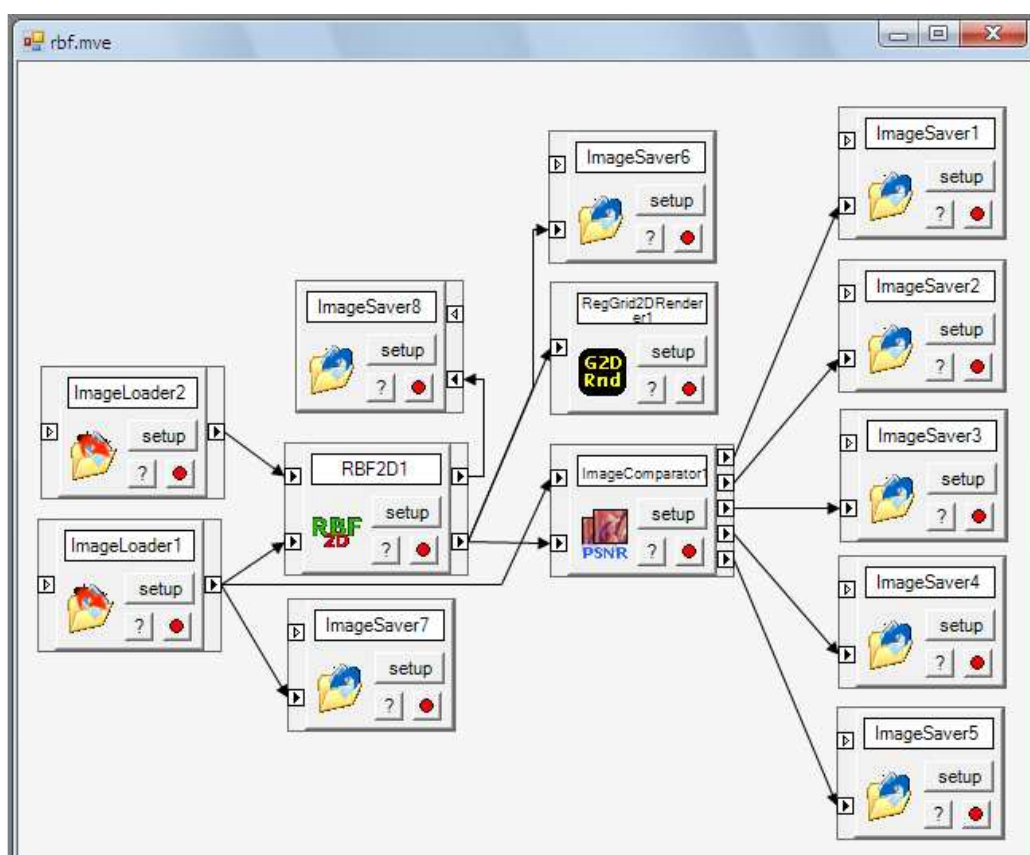 rbf.mve
ImageSaver1
setup
?
ImageSaver6
setup
?
ImageSaver2
setup
?
ImageSaver8
setup
?
RegGrid2DRender
er1
G2D
Rnd
setup
?
ImageLoader2
setup
?
RBF2D1
RBF
2D
setup
?
ImageComparator1
PSNR
setup
?
ImageSaver3
setup
?
ImageLoader1
setup
?
ImageSaver7
setup
?
ImageSaver4
setup
?
ImageSaver5
setup
?